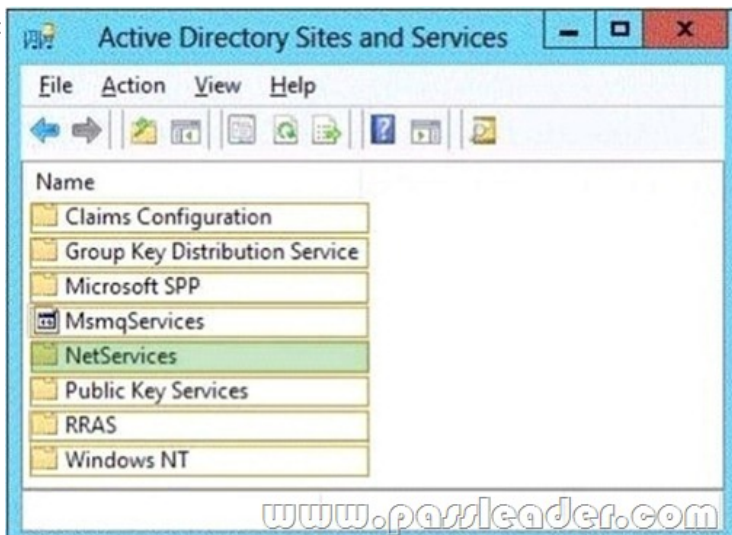 Active Directory Sites and Services
File Action View Help
Name
Claims Configuration
Group Key Distribution Service
Microsoft SPP
MsmqServices
NetServices
Public Key Services
RRAS
Windows NT
www.passleader.com